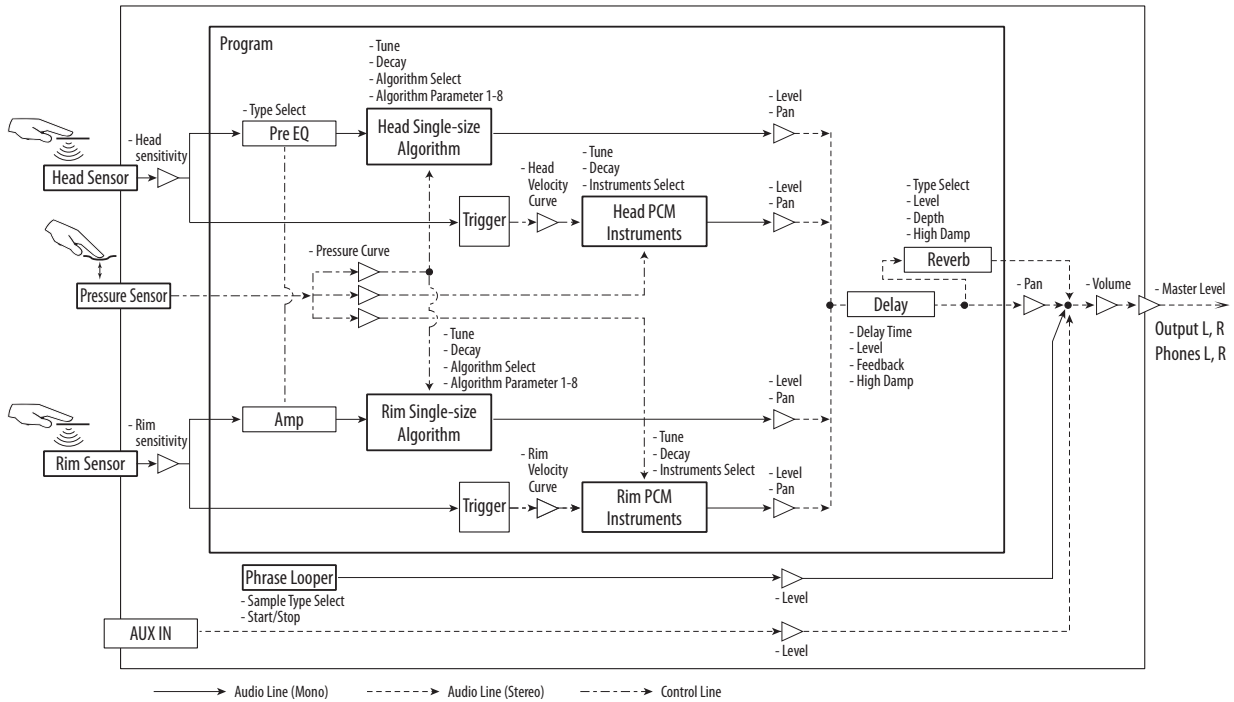 Program
- Tune
- Decay
- Algorithm Select
- Algorithm Parameter 1-8
- Type Select
Pre EQ
Head Single-size
Algorithm
- Level
- Pan
- Head
sensitivity
Head Sensor
Trigger
- Head
Velocity
Curve
- Tune
- Decay
- Instruments Select
Head PCM
Instruments
- Level
- Pan
- Type Select
- Level
- Depth
- High Damp
Reverb
- Pressure Curve
Pressure Sensor
Delay
- Delay Time
- Level
- Feedback
- High Damp
- Pan
- Volume
- Master Level
Output L, R
Phones L, R
- Tune
- Decay
- Algorithm Select
- Algorithm Parameter 1-8
Amp
Rim Single-size
Algorithm
- Level
- Pan
- Rim
sensitivity
Rim Sensor
Trigger
- Rim
Velocity
Curve
- Tune
- Decay
- Instruments Select
Rim PCM
Instruments
- Level
- Pan
Phrase Looper
- Sample Type Select
- Start/Stop
- Level
AUX IN
- Level
Audio Line (Mono)
Audio Line (Stereo)
Control Line